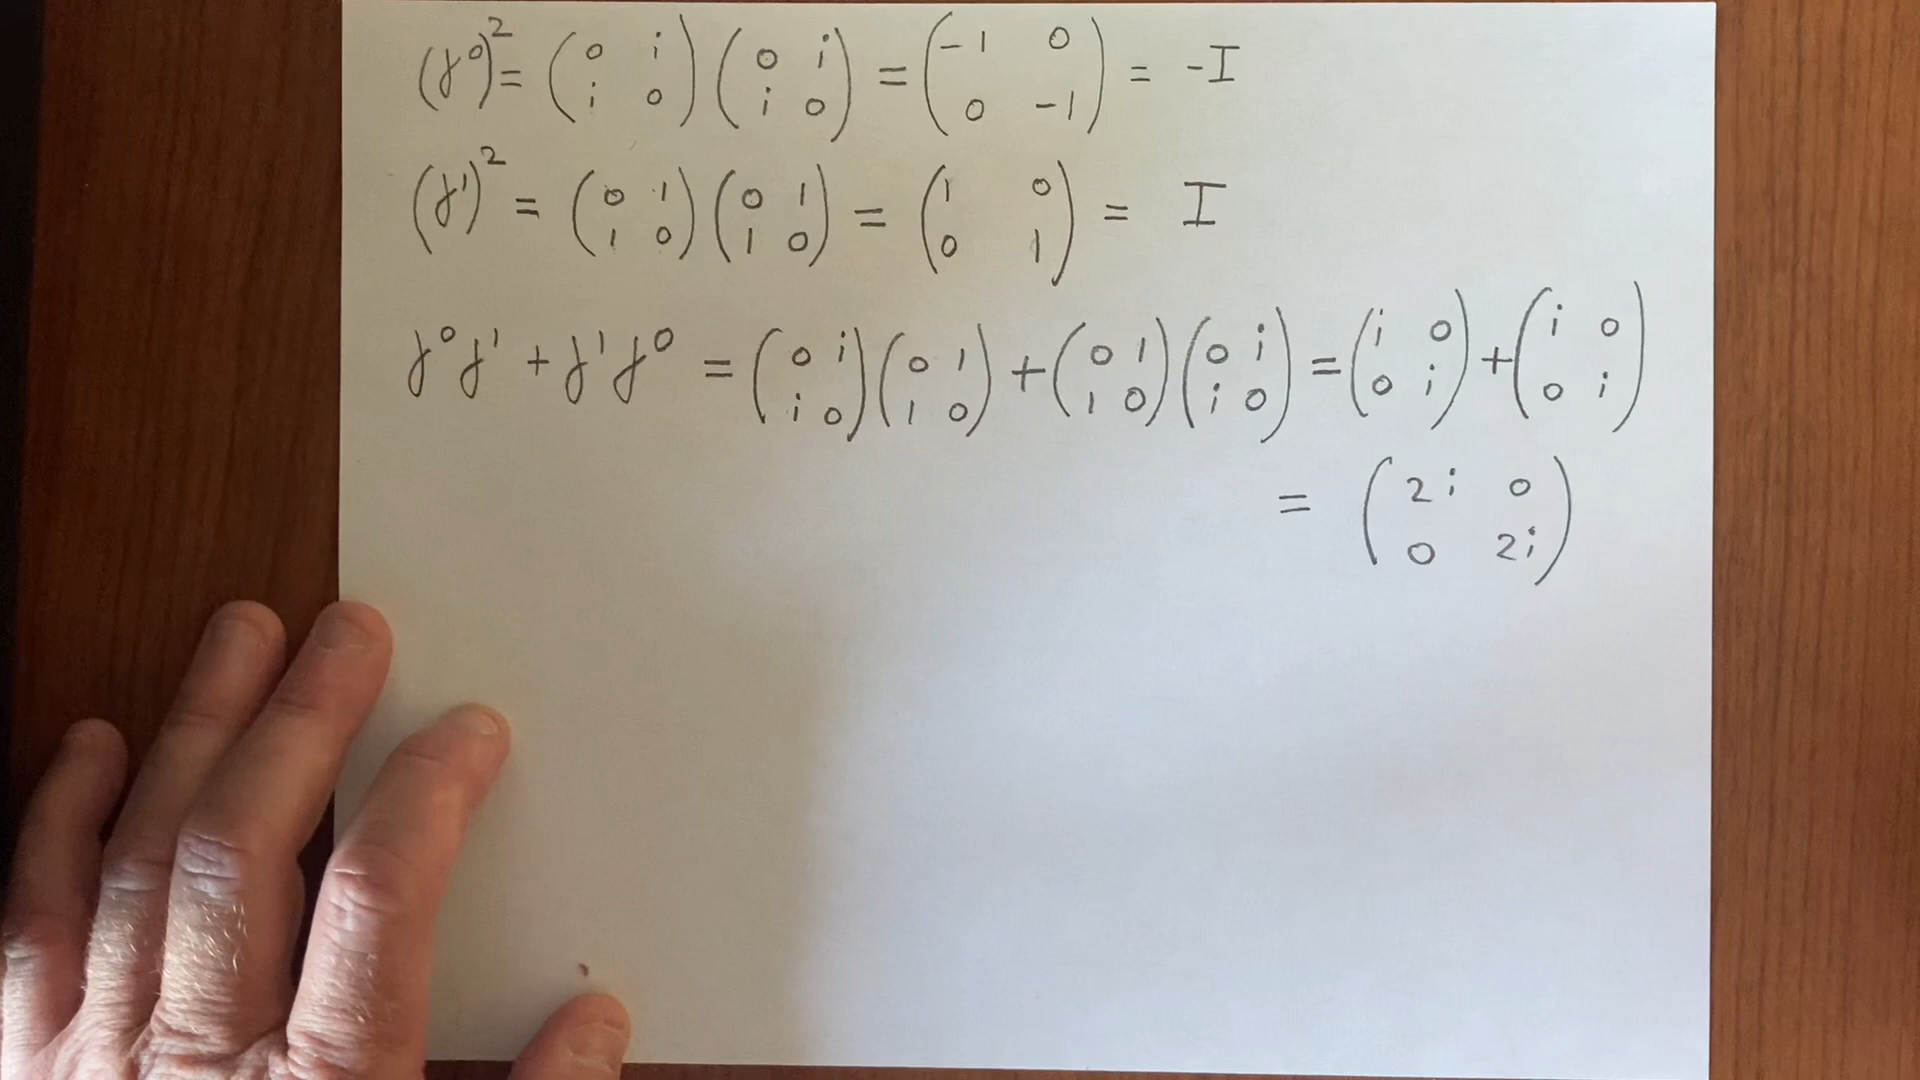 (γ⁰)² = (0 i; i 0) (0 i; i 0) = (-1 0; 0 -1) = -I
(γ¹)² = (0 1; 1 0) (0 1; 1 0) = (1 0; 0 1) = I
γ⁰γ¹ + γ¹γ⁰ = (0 i; i 0) (0 1; 1 0) + (0 1; 1 0) (0 i; i 0) = (i 0; 0 i) + (i 0; 0 i)
= (2i 0; 0 2i)